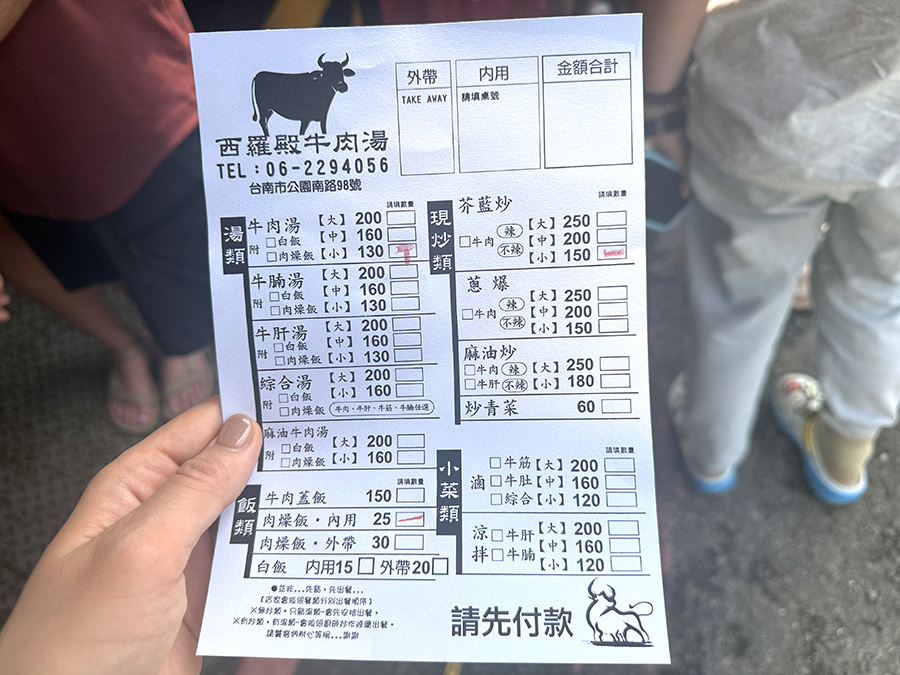 外帶 內用 金額合計
TAKE AWAY 請填桌號
西羅殿牛肉湯
TEL：06-2294056
台南市公園南路98號
湯類
請填數量
牛肉湯【大】200
附 □白飯【中】160
□肉燥飯【小】130
牛腩湯【大】200
附 □白飯【中】160
□肉燥飯【小】130
牛肝湯【大】200
附 □白飯【中】160
□肉燥飯【小】130
綜合湯【大】200
附 □白飯【小】160
□肉燥飯 (牛肉、牛肝、牛筋、牛腩任選)
麻油牛肉湯
附 □白飯【大】200
□肉燥飯【小】160
飯類
請填數量
牛肉蓋飯 150
肉燥飯・內用 25
肉燥飯・外帶 30
白飯 內用15□ 外帶20□
現炒類
請填數量
芥藍炒
□牛肉 辣 不辣
【大】250
【中】200
【小】150
蔥爆
□牛肉 辣 不辣
【大】250
【中】200
【小】150
麻油炒
□牛肉 辣【大】250
□牛肝 不辣【小】180
炒青菜 60
小菜類
請填數量
滷 □牛筋【大】200
□牛肚【中】160
□綜合【小】120
涼拌 □牛肝 □牛腩
【大】200
【中】160
【小】120
請先付款